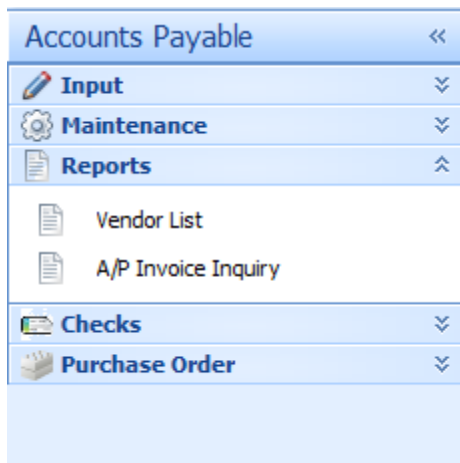 Accounts Payable
Input
Maintenance
Reports
Vendor List
A/P Invoice Inquiry
Checks
Purchase Order